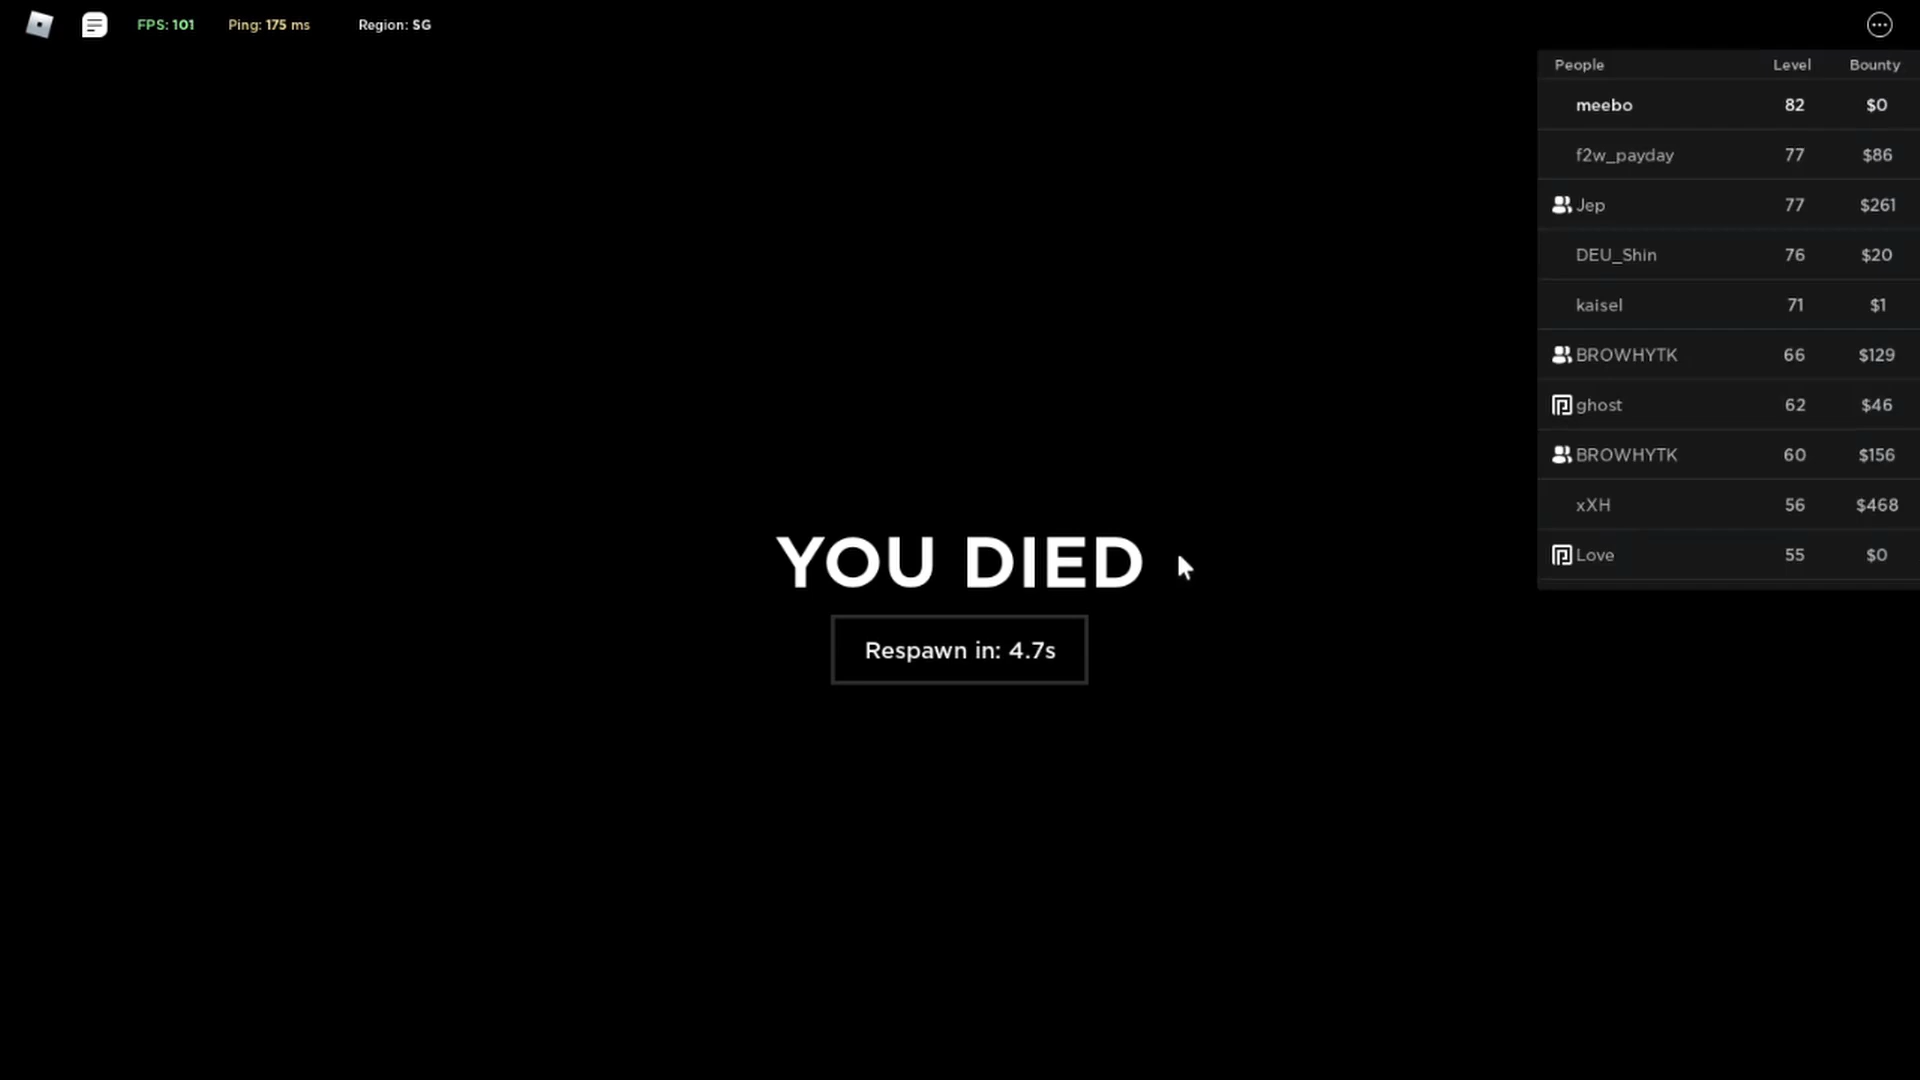 FPS: 101 Ping: 175 ms Region: SG
People Level Bounty
meebo 82 $0
f2w_payday 77 $86
Jep 77 $261
DEU_Shin 76 $20
kaisel 71 $1
BROWHYTK 66 $129
ghost 62 $46
BROWHYTK 60 $156
xXH 56 $468
Love 55 $0
YOU DIED
Respawn in: 4.7s